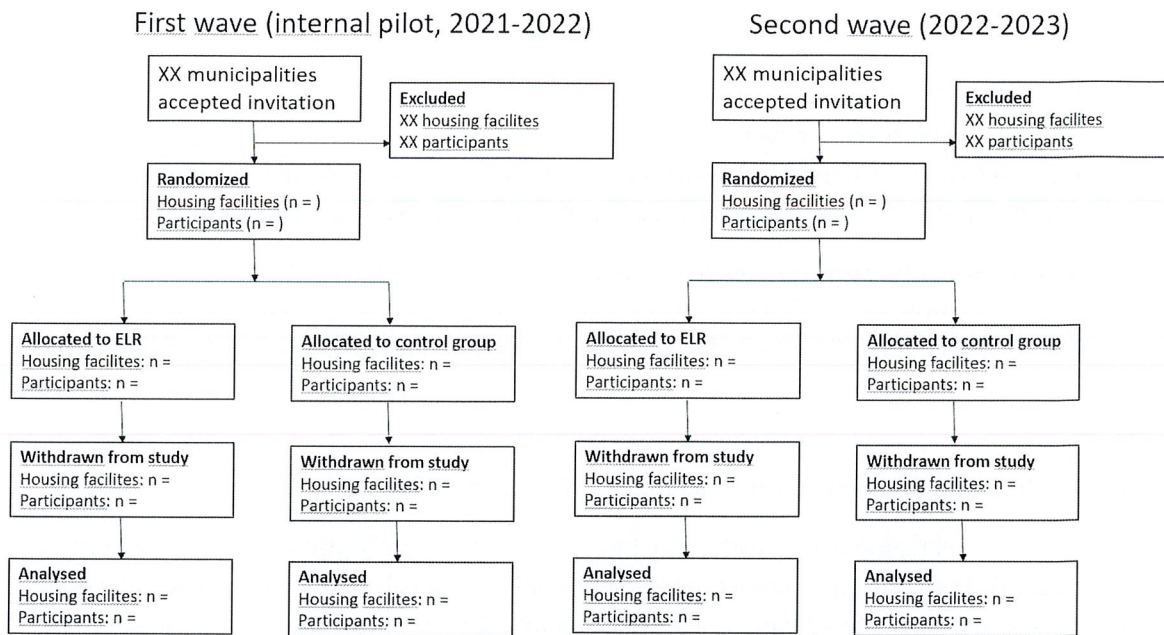 First wave (internal pilot, 2021-2022)
XX municipalities
accepted invitation
Excluded
XX housing facilites
XX participants
Randomized
Housing facilities (n = )
Participants (n = )
Allocated to ELR
Housing facilites: n =
Participants: n =
Allocated to control group
Housing facilites: n =
Participants: n =
Withdrawn from study
Housing facilites: n =
Participants: n =
Withdrawn from study
Housing facilites: n =
Participants: n =
Analysed
Housing facilites: n =
Participants: n =
Analysed
Housing facilites: n =
Participants: n =
Second wave (2022-2023)
XX municipalities
accepted invitation
Excluded
XX housing facilites
XX participants
Randomized
Housing facilities (n = )
Participants (n = )
Allocated to ELR
Housing facilites: n =
Participants: n =
Allocated to control group
Housing facilites: n =
Participants: n =
Withdrawn from study
Housing facilites: n =
Participants: n =
Withdrawn from study
Housing facilites: n =
Participants: n =
Analysed
Housing facilites: n =
Participants: n =
Analysed
Housing facilites: n =
Participants: n =